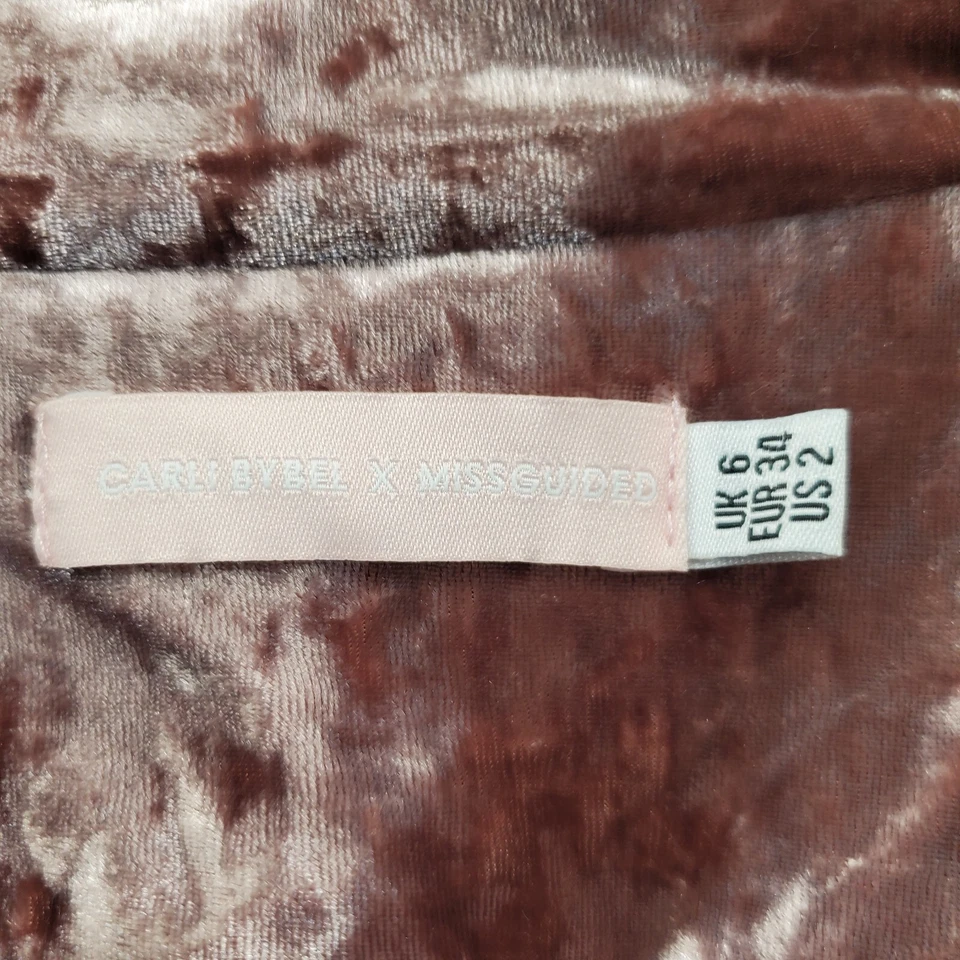 CARLI BYBEL X MISSGUIDED
UK 6
EUR 34
US 2